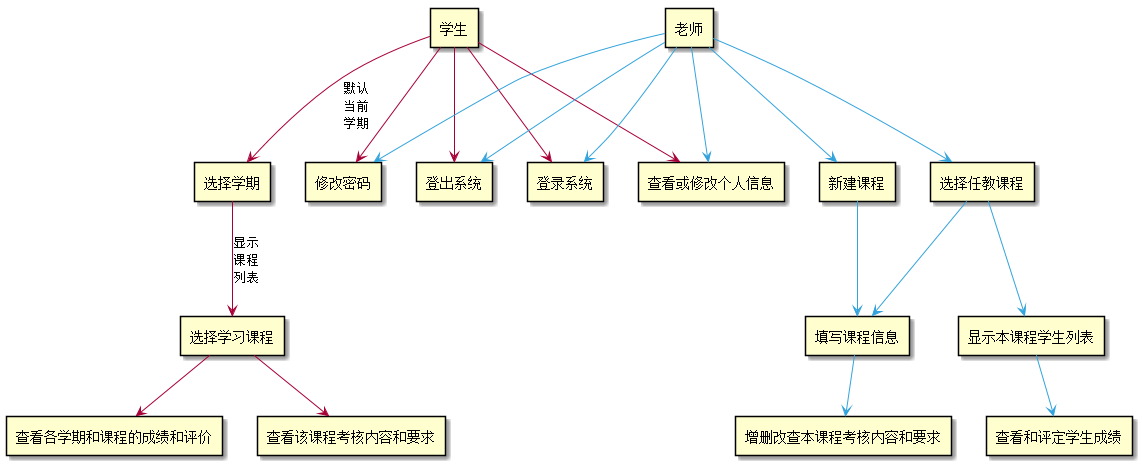 学生
老师
默认
当前
学期
选择学期
修改密码
登出系统
登录系统
查看或修改个人信息
新建课程
选择任教课程
显示
课程
列表
选择学习课程
填写课程信息
显示本课程学生列表
查看各学期和课程的成绩和评价
查看该课程考核内容和要求
增删改查本课程考核内容和要求
查看和评定学生成绩